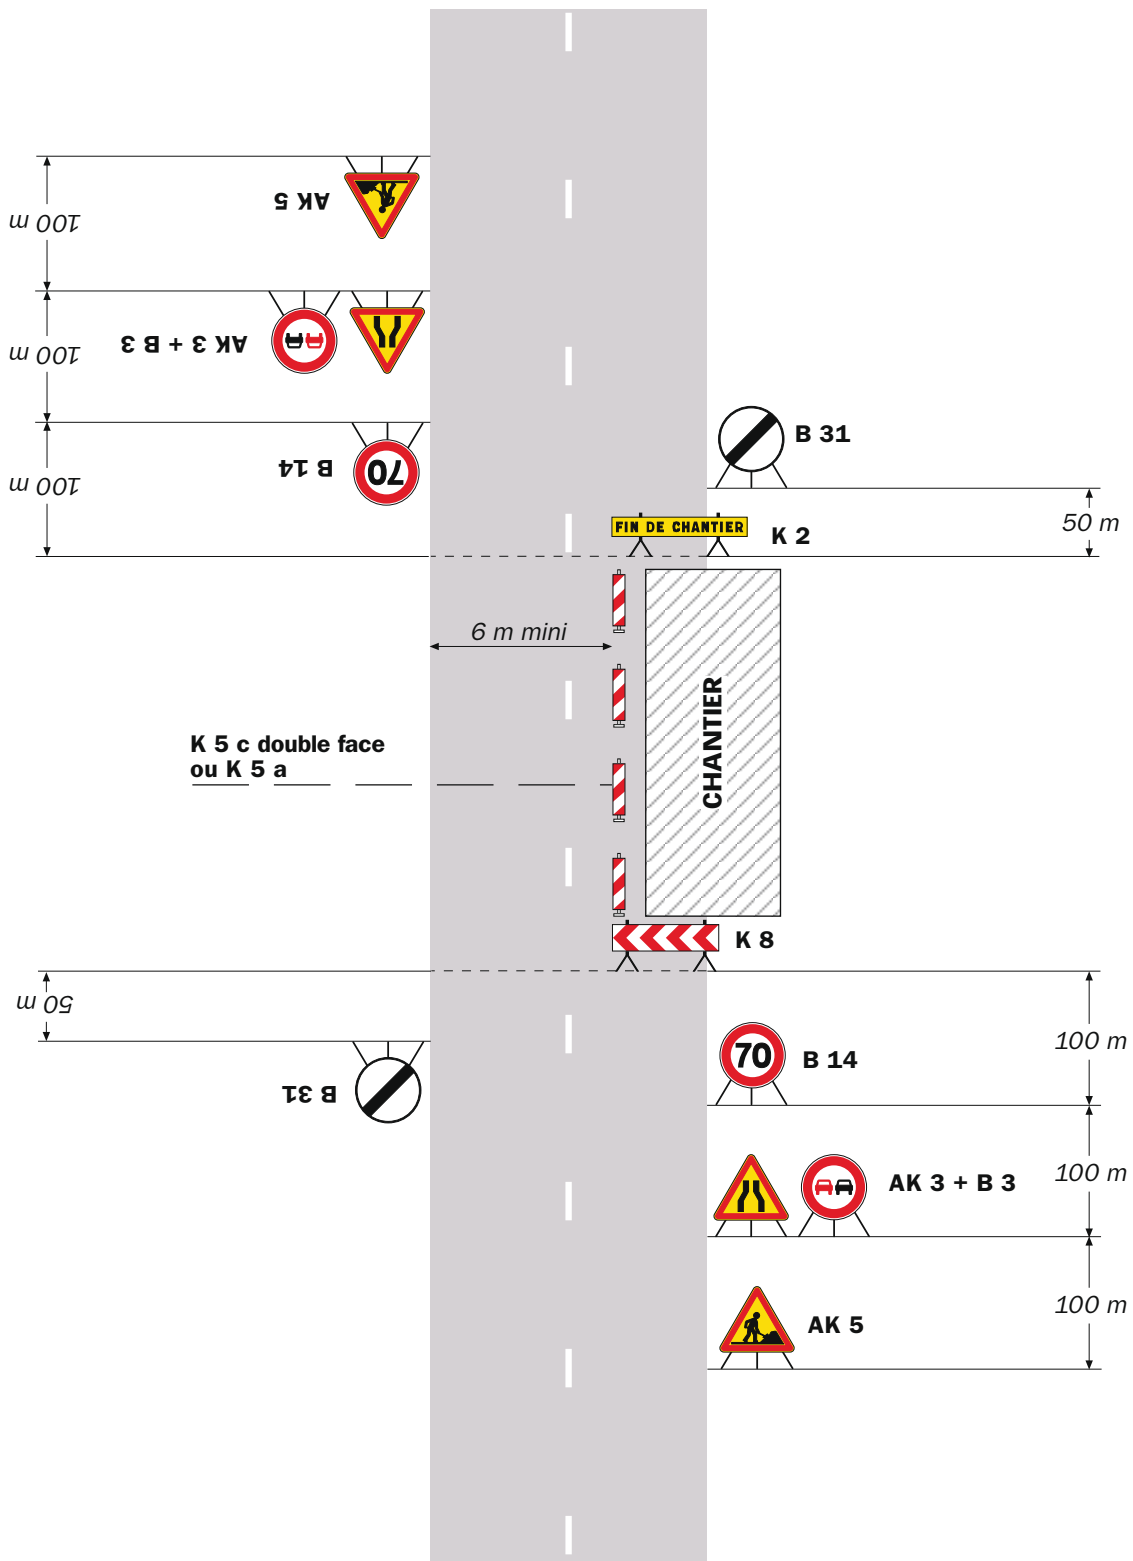 AK 5
100 m
AK 3 + B 3
100 m
B 14
70
100 m
B 31
50 m
FIN DE CHANTIER
K 2
6 m mini
CHANTIER
K 5 c double face
ou K 5 a
K 8
50 m
B 31
70
B 14
100 m
AK 3 + B 3
100 m
AK 5
100 m